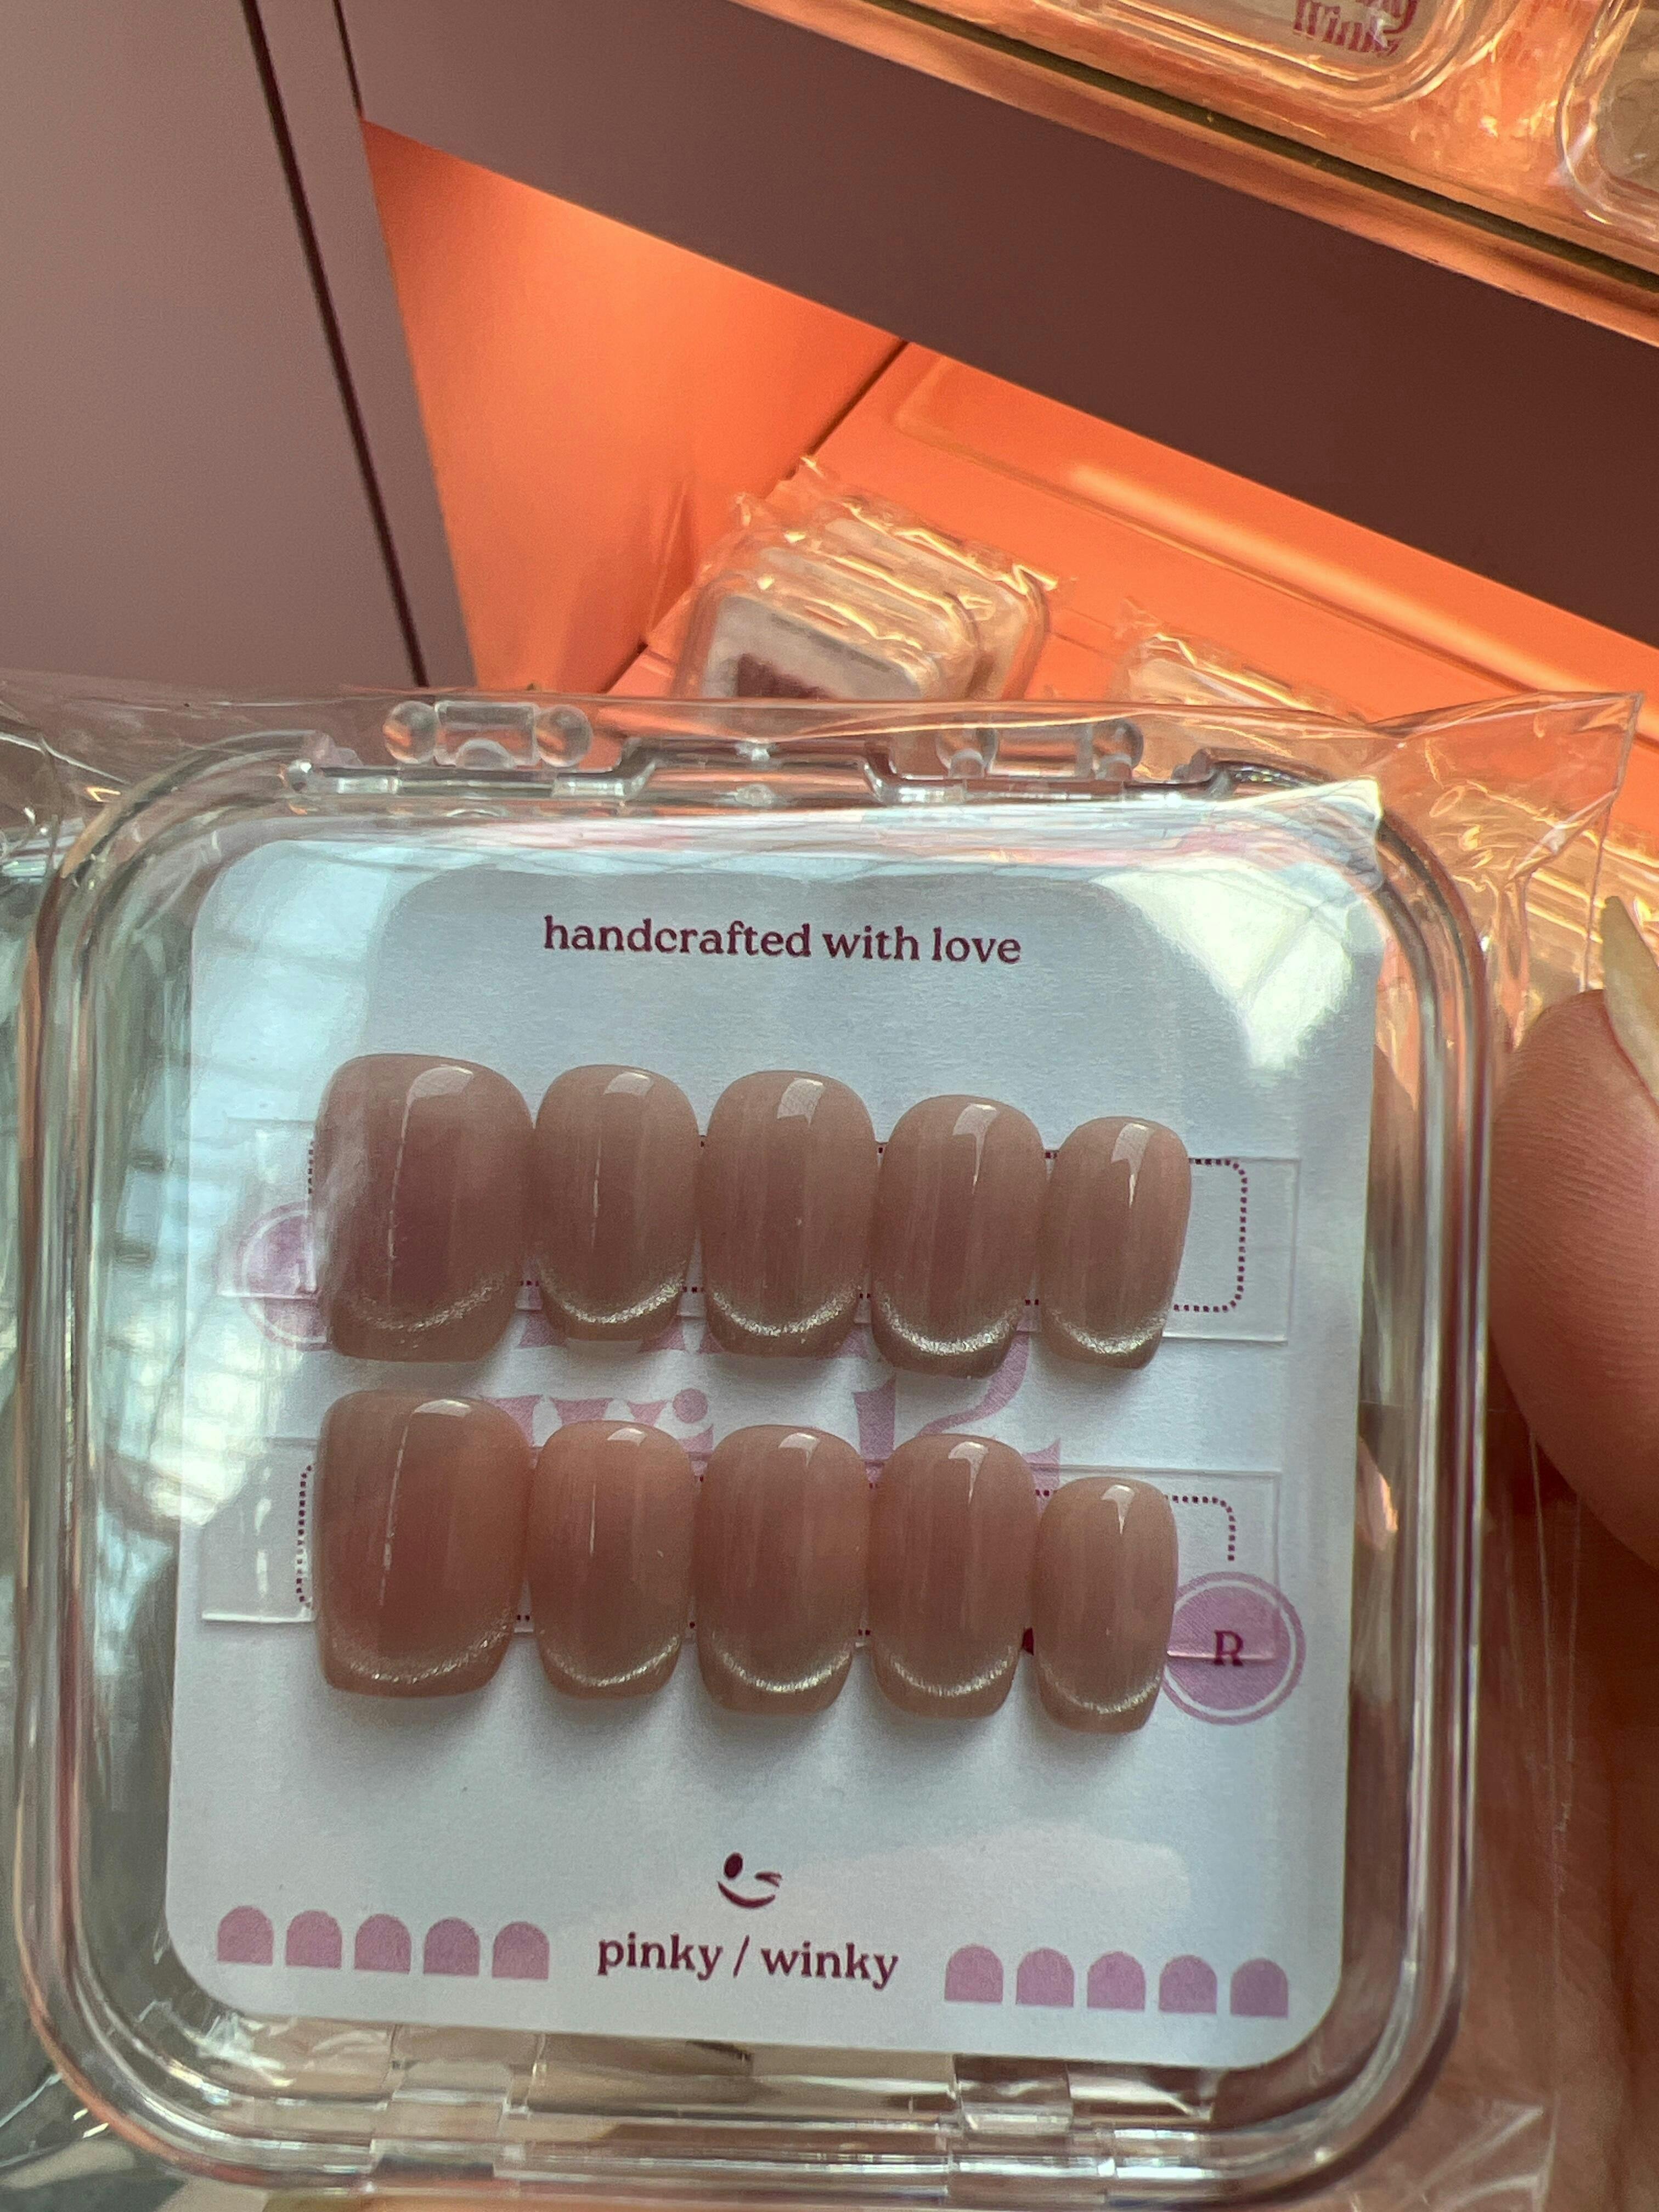 handcrafted with love
R
pinky / winky